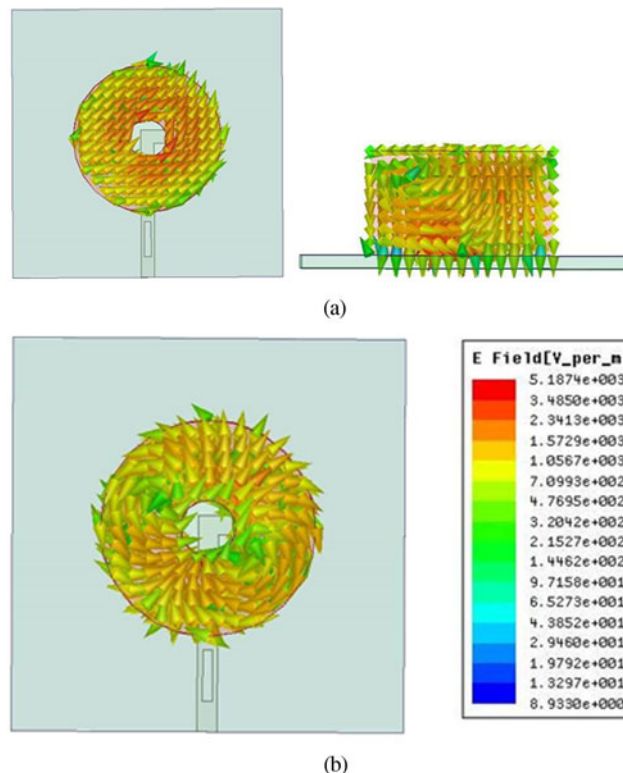 (a)
E Field[V_per_m
5.1874e+003
3.4850e+003
2.3413e+003
1.5729e+003
1.0567e+003
7.0993e+002
4.7695e+002
3.2042e+002
2.1527e+002
1.4462e+002
9.7158e+001
6.5273e+001
4.3852e+001
2.9460e+001
1.9792e+001
1.3297e+001
8.9330e+000
(b)